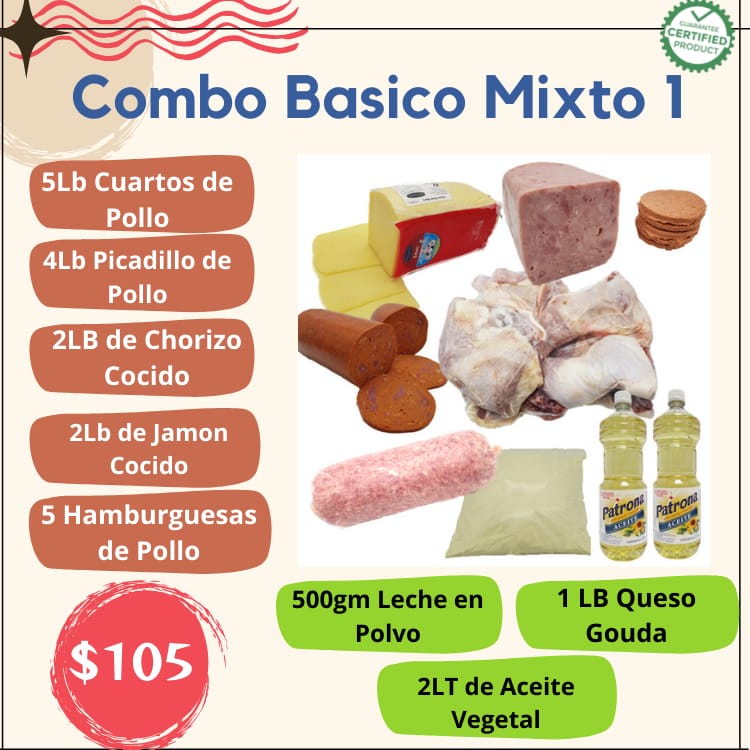 GUARANTEE
CERTIFIED
PRODUCT
Combo Basico Mixto 1
5Lb Cuartos de
Pollo
4Lb Picadillo de
Pollo
2LB de Chorizo
Cocido
2Lb de Jamon
Cocido
5 Hamburguesas
de Pollo
Patrona
ACEITE
Patrona
ACEITE
500gm Leche en
Polvo
1 LB Queso
Gouda
$105
2LT de Aceite
Vegetal